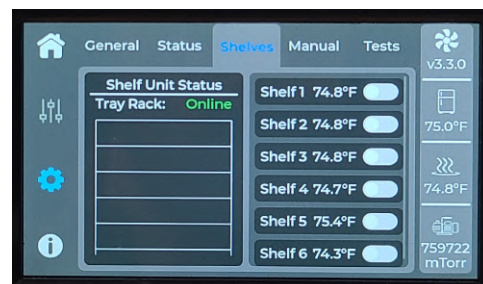 General Status Shelves Manual Tests
v3.3.0
Shelf Unit Status
Tray Rack: Online
Shelf 1 74.8°F
Shelf 2 74.8°F
Shelf 3 74.8°F
Shelf 4 74.7°F
Shelf 5 75.4°F
Shelf 6 74.3°F
75.0°F
74.8°F
759722
mTorr